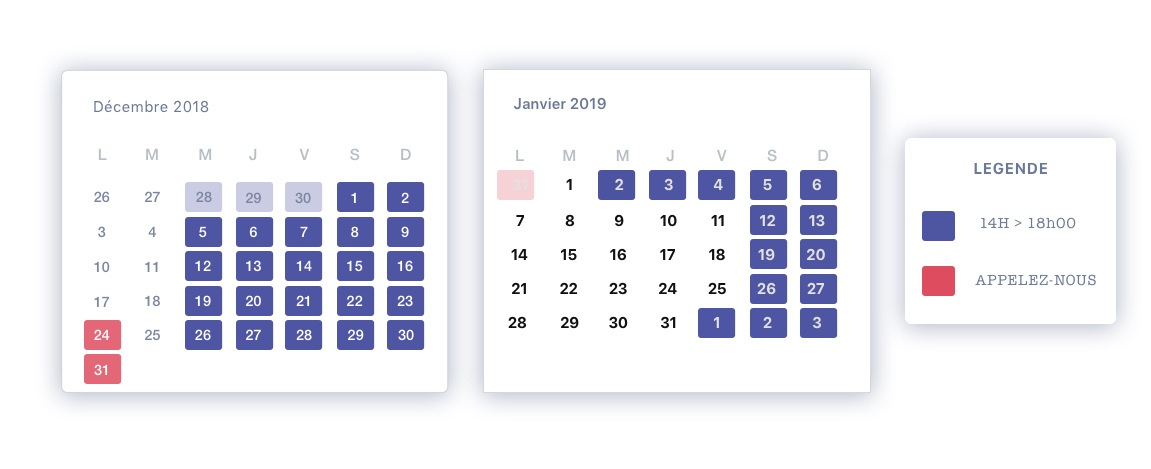 Décembre 2018
L M M J V S D
26 27 28 29 30 1 2
3 4 5 6 7 8 9
10 11 12 13 14 15 16
17 18 19 20 21 22 23
24 25 26 27 28 29 30
31
Janvier 2019
L M M J V S D
31 1 2 3 4 5 6
7 8 9 10 11 12 13
14 15 16 17 18 19 20
21 22 23 24 25 26 27
28 29 30 31 1 2 3
LEGENDE
14H > 18h00
APPELEZ-NOUS